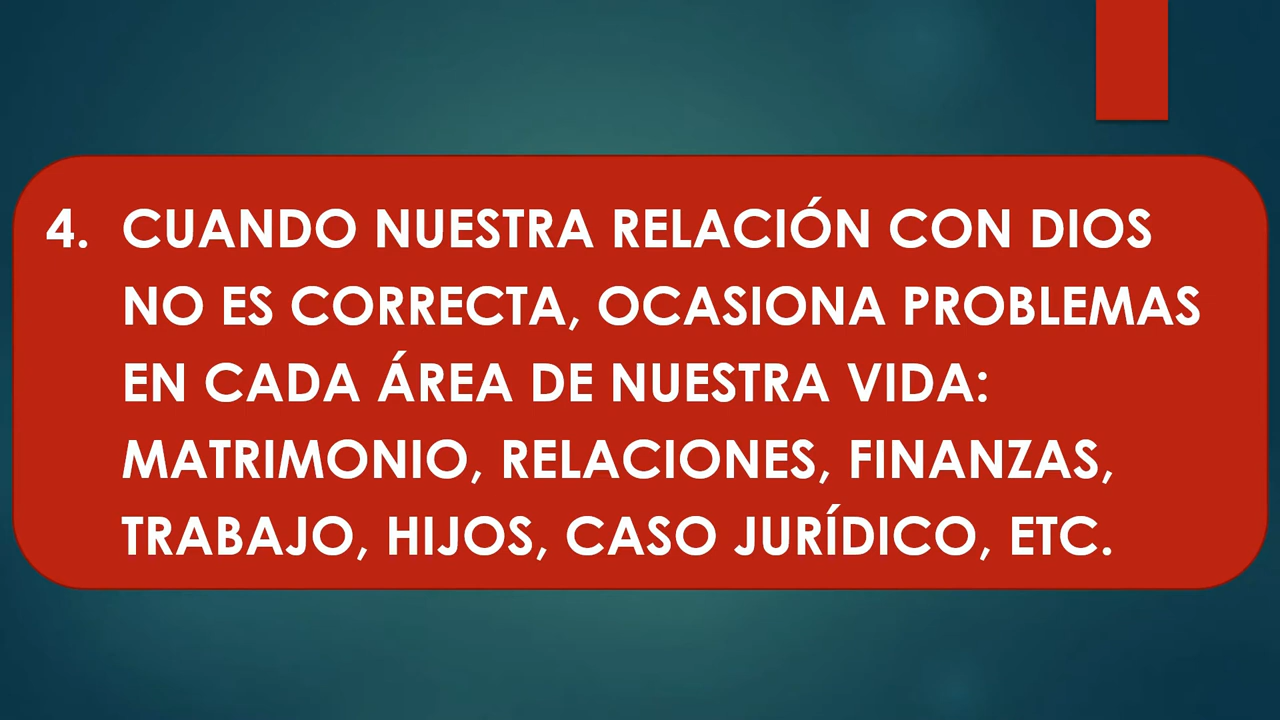 4. CUANDO NUESTRA RELACIÓN CON DIOS
NO ES CORRECTA, OCASIONA PROBLEMAS
EN CADA ÁREA DE NUESTRA VIDA:
MATRIMONIO, RELACIONES, FINANZAS,
TRABAJO, HIJOS, CASO JURÍDICO, ETC.